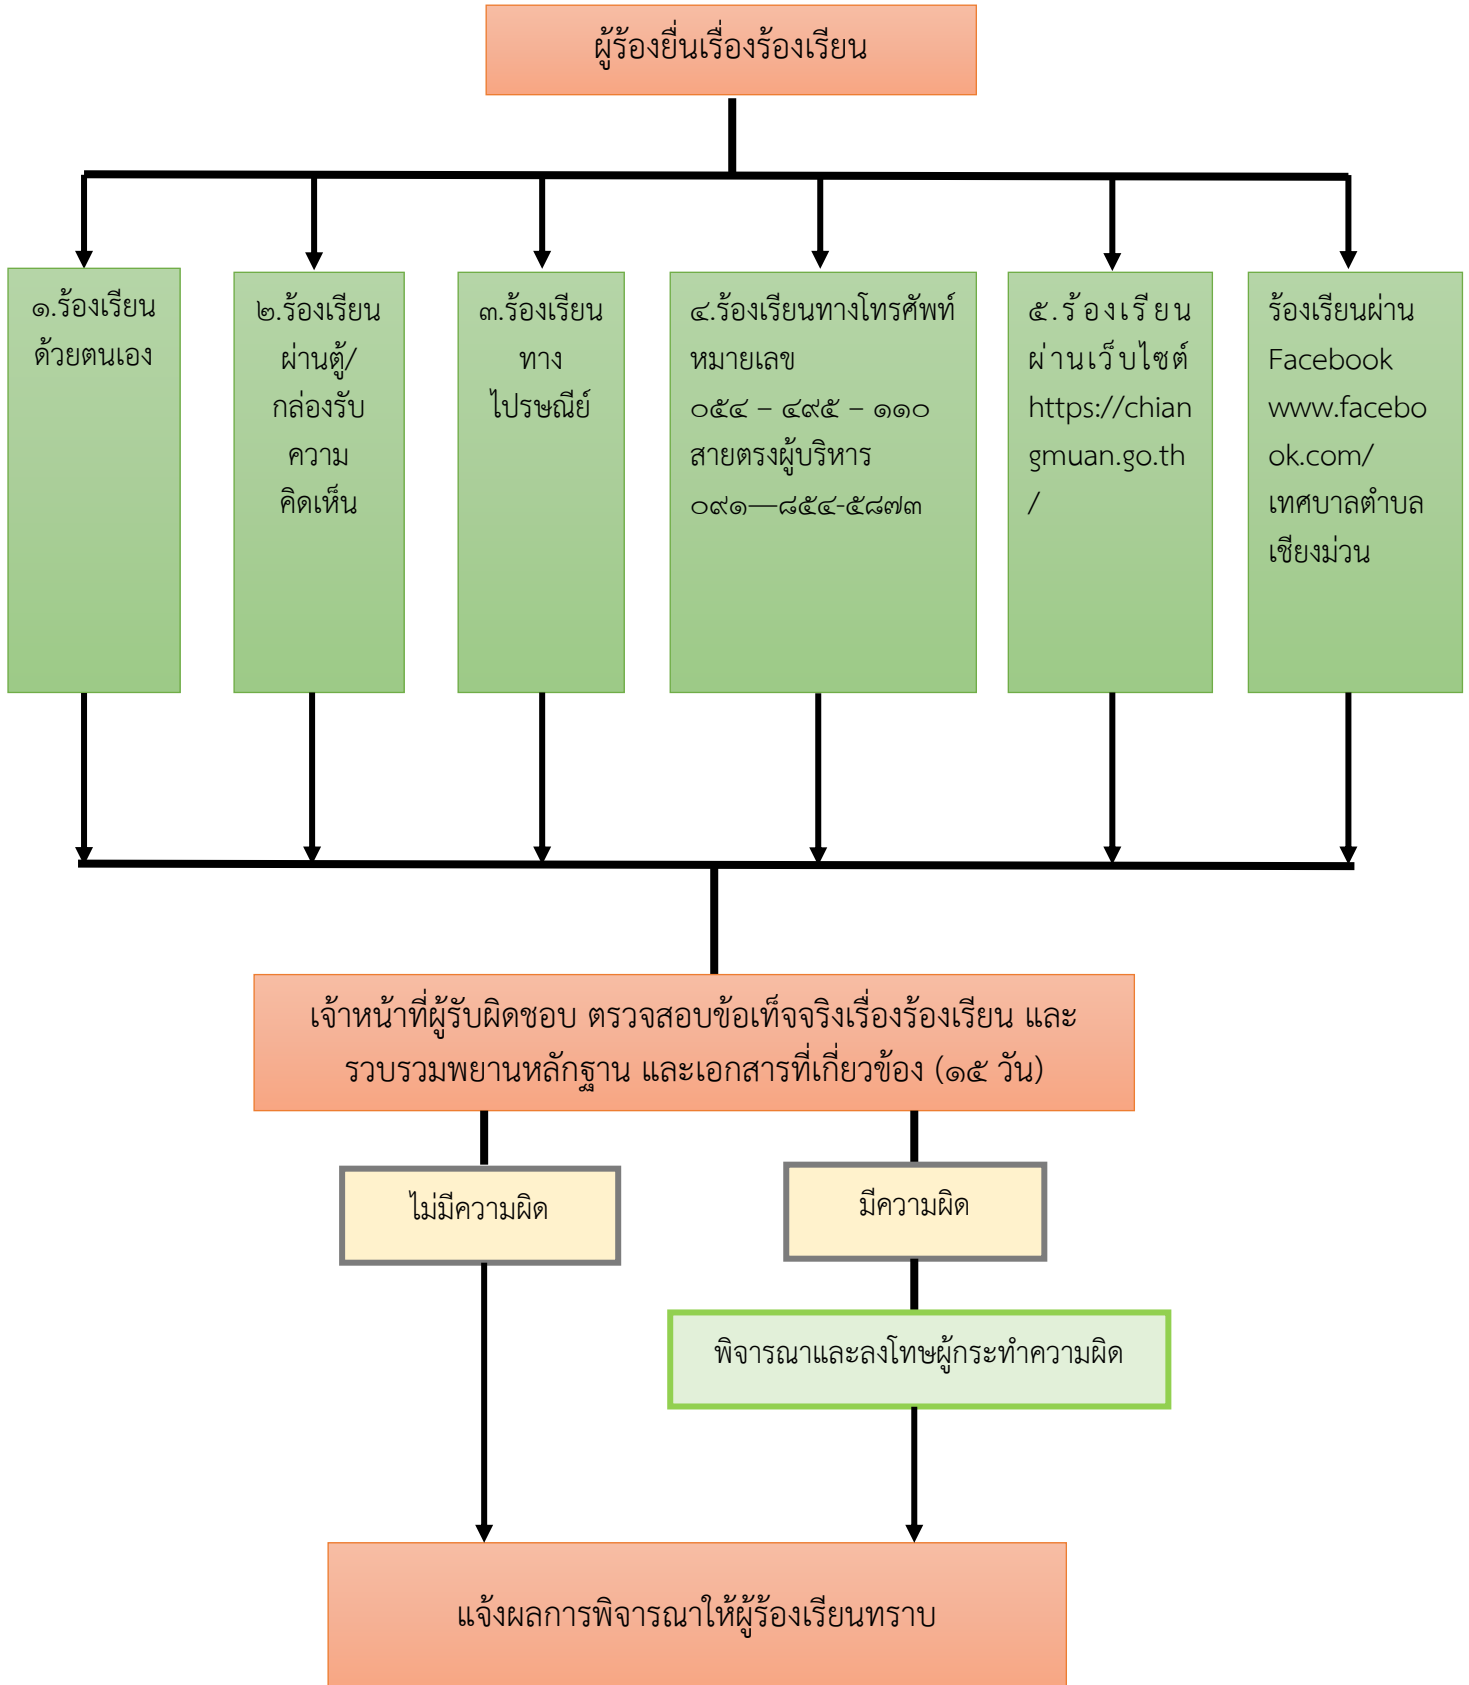 ผู้ร้องยื่นเรื่องร้องเรียน
๑.ร้องเรียน
ด้วยตนเอง
๒.ร้องเรียน
ผ่านตู้/
กล่องรับ
ความ
คิดเห็น
๓.ร้องเรียน
ทาง
ไปรษณีย์
๔.ร้องเรียนทางโทรศัพท์
หมายเลข
๐๕๔ – ๔๙๕ – ๑๑๐
สายตรงผู้บริหาร
๐๙๑—๘๕๔-๕๘๗๓
๕.ร้องเรียน
ผ่านเว็บไซต์
https://chian
gmuan.go.th
/
ร้องเรียนผ่าน
Facebook
www.facebo
ok.com/
เทศบาลตำบล
เชียงม่วน
เจ้าหน้าที่ผู้รับผิดชอบ ตรวจสอบข้อเท็จจริงเรื่องร้องเรียน และ
รวบรวมพยานหลักฐาน และเอกสารที่เกี่ยวข้อง (๑๕ วัน)
ไม่มีความผิด
มีความผิด
พิจารณาและลงโทษผู้กระทำความผิด
แจ้งผลการพิจารณาให้ผู้ร้องเรียนทราบ